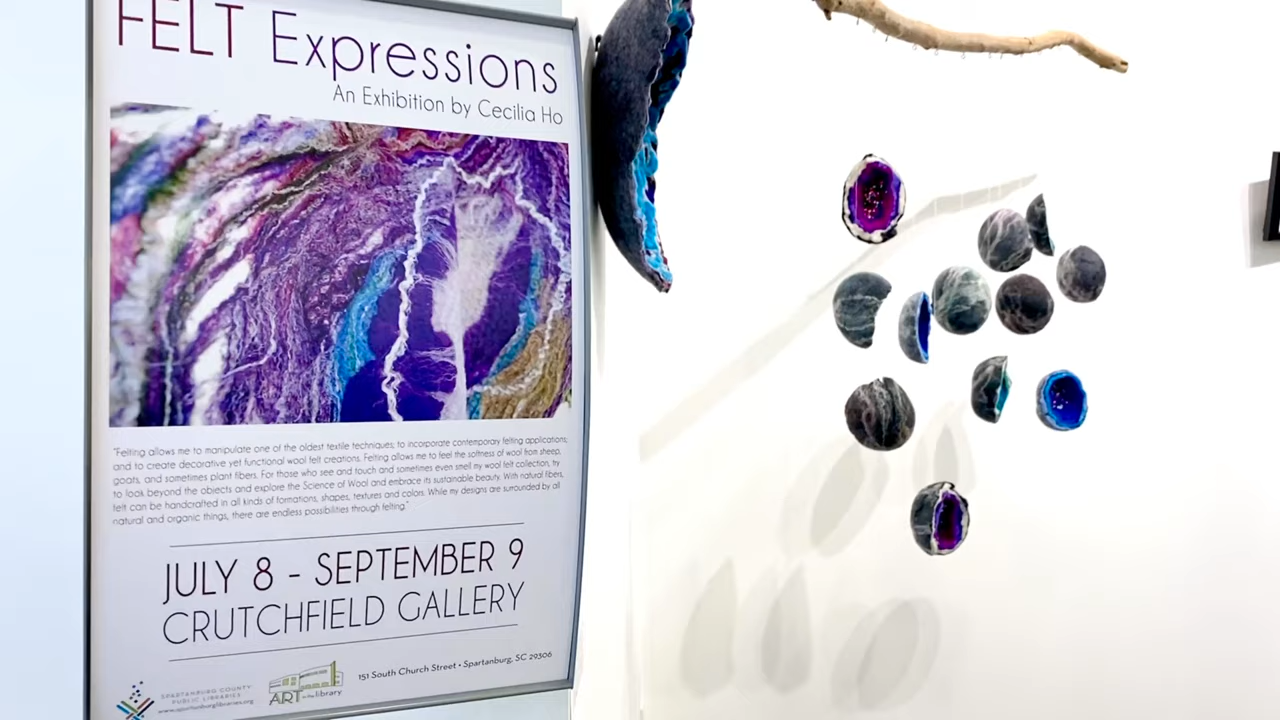 FELT Expressions
An Exhibition by Cecilia Ho
"Felting allows me to manipulate one of the oldest textile techniques; to incorporate contemporary felting applications;
and to create decorative yet functional wool felt creations. Felting allows me to feel the softness of wool from sheep,
goats, and sometimes plant fibers. For those who see and touch and sometimes even smell my wool felt collection, try
to look beyond the objects and explore the Science of Wool and embrace its sustainable beauty. With natural fibers,
felt can be handcrafted in all kinds of formations, shapes, textures and colors. While my designs are surrounded by all
natural and organic things, there are endless possibilities through felting."
JULY 8 - SEPTEMBER 9
CRUTCHFIELD GALLERY
SPARTANBURG COUNTY
PUBLIC LIBRARIES
www.spartanburglibraries.org
ART in the library
151 South Church Street • Spartanburg, SC 29306